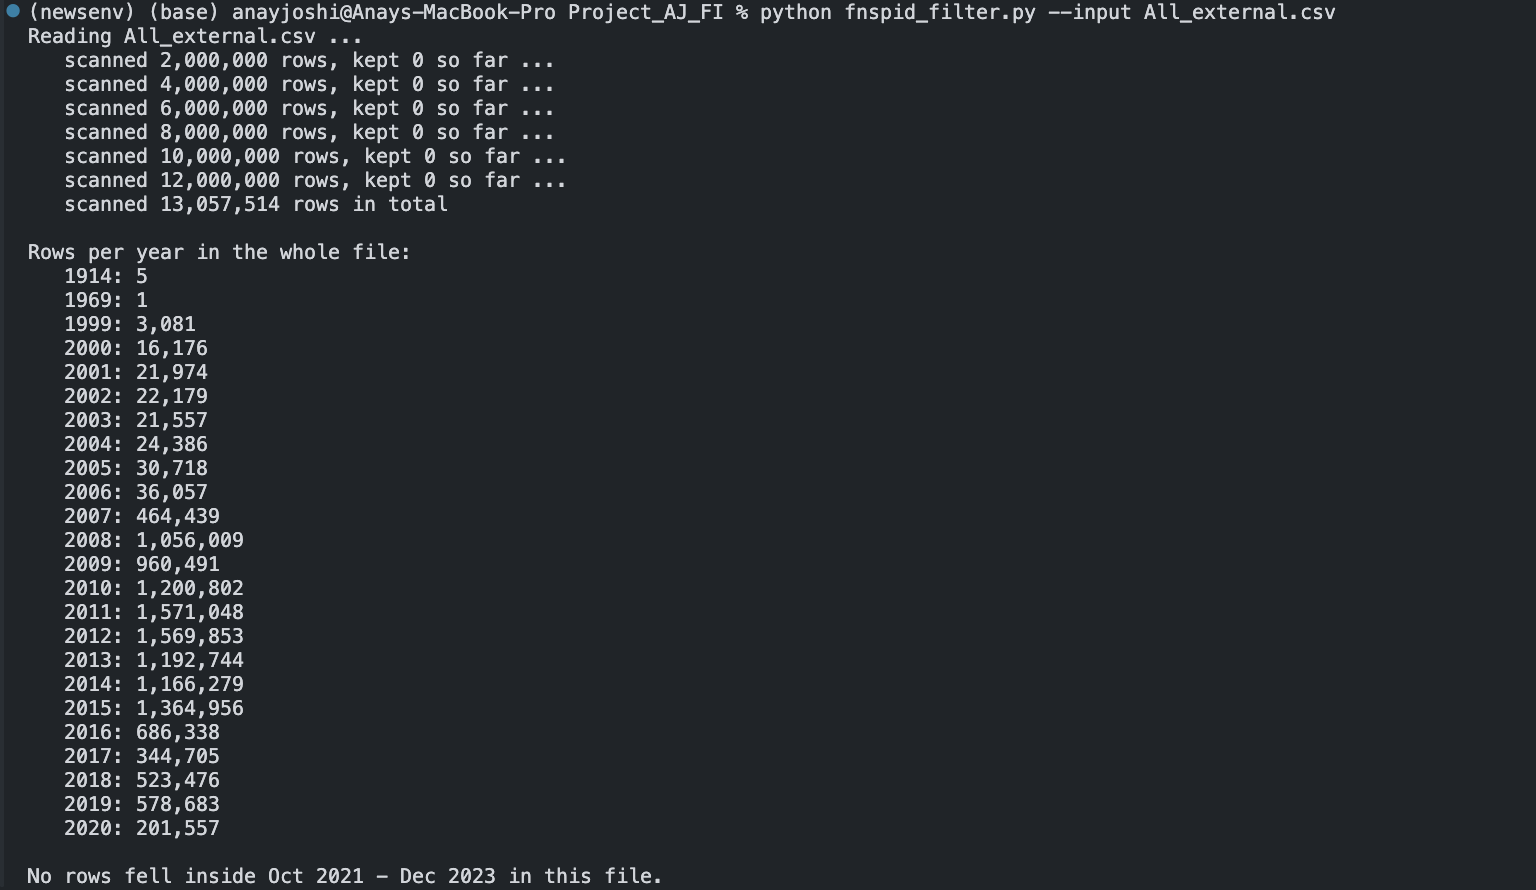 (newsenv) (base) anayjoshi@Anays-MacBook-Pro Project_AJ_FI % python fnspid_filter.py --input All_external.csv
Reading All_external.csv ...
   scanned 2,000,000 rows, kept 0 so far ...
   scanned 4,000,000 rows, kept 0 so far ...
   scanned 6,000,000 rows, kept 0 so far ...
   scanned 8,000,000 rows, kept 0 so far ...
   scanned 10,000,000 rows, kept 0 so far ...
   scanned 12,000,000 rows, kept 0 so far ...
   scanned 13,057,514 rows in total

Rows per year in the whole file:
   1914: 5
   1969: 1
   1999: 3,081
   2000: 16,176
   2001: 21,974
   2002: 22,179
   2003: 21,557
   2004: 24,386
   2005: 30,718
   2006: 36,057
   2007: 464,439
   2008: 1,056,009
   2009: 960,491
   2010: 1,200,802
   2011: 1,571,048
   2012: 1,569,853
   2013: 1,192,744
   2014: 1,166,279
   2015: 1,364,956
   2016: 686,338
   2017: 344,705
   2018: 523,476
   2019: 578,683
   2020: 201,557

No rows fell inside Oct 2021 - Dec 2023 in this file.